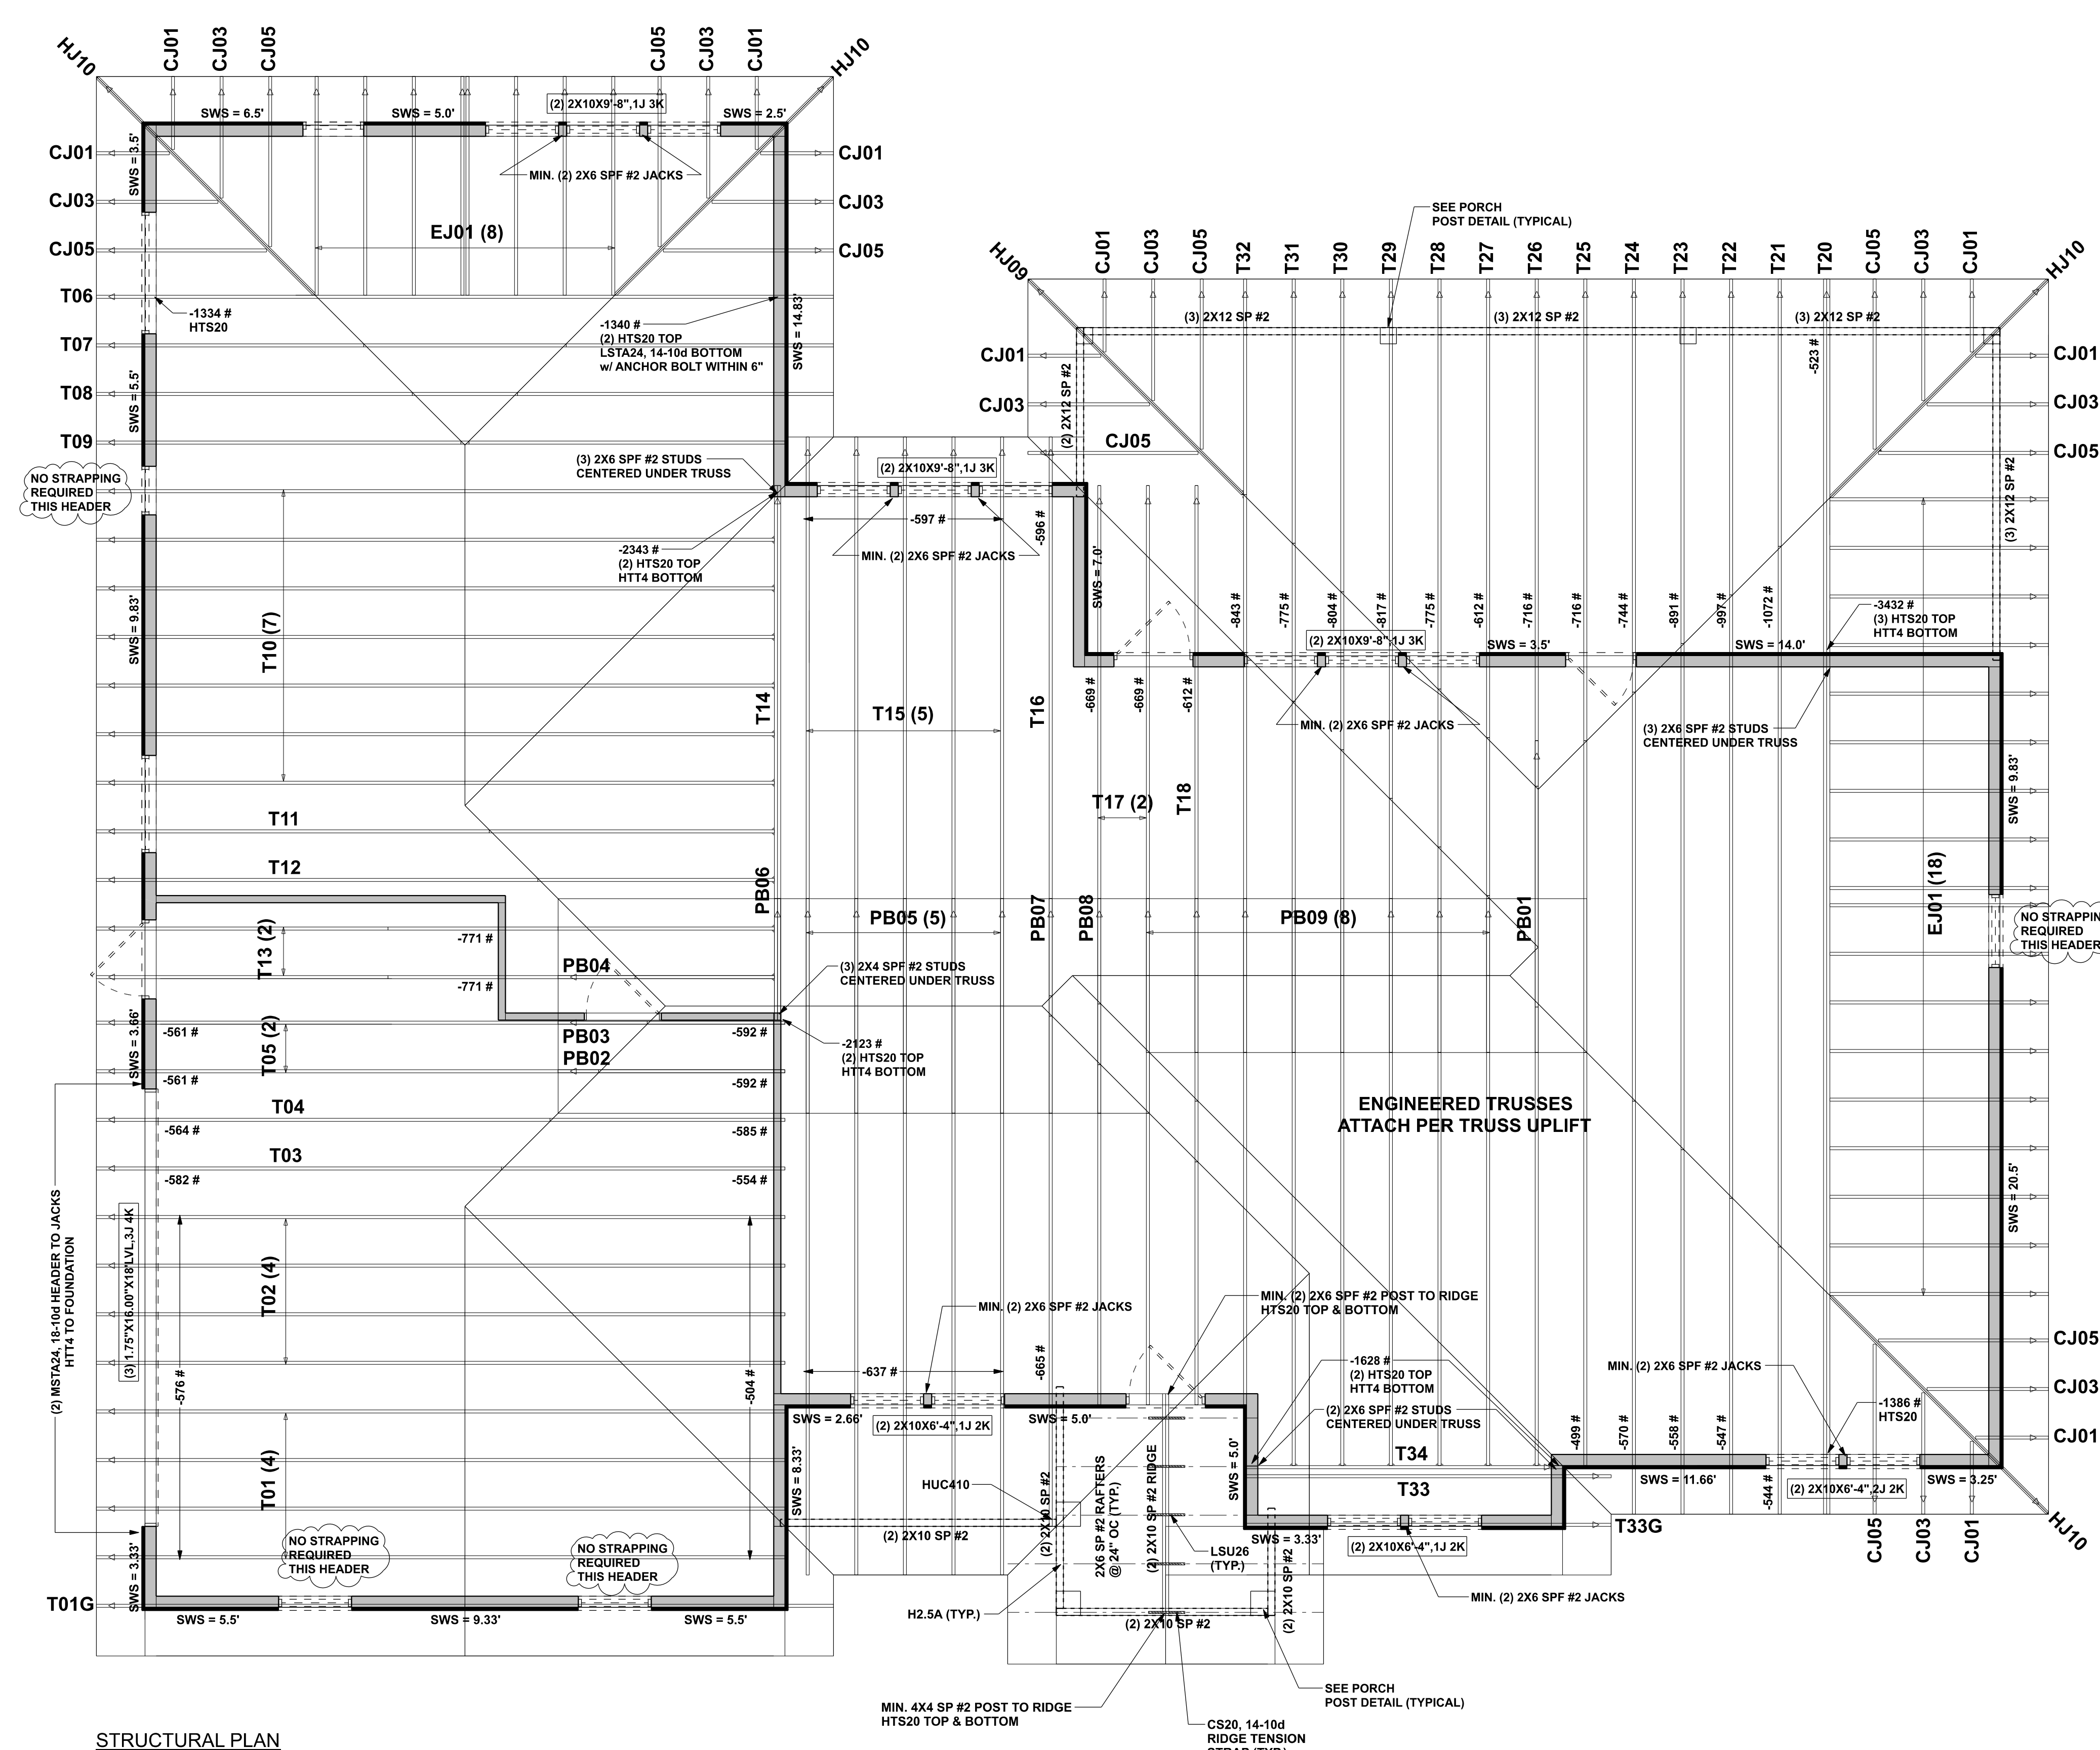 HJ10
CJ01
CJ03
CJ05
CJ05
CJ03
CJ01
HJ10
SWS = 6.5'
SWS = 5.0'
(2) 2X10X9'-8",1J 3K
SWS = 2.5'
SWS = 3.5'
CJ01
CJ03
CJ05
MIN. (2) 2X6 SPF #2 JACKS
CJ01
CJ03
CJ05
EJ01 (8)
T06
T07
T08
T09
-1334 #
HTS20
-1340 #
(2) HTS20 TOP
LSTA24, 14-10d BOTTOM
w/ ANCHOR BOLT WITHIN 6"
SWS = 14.83'
SWS = 5.5'
NO STRAPPING
REQUIRED
THIS HEADER
(3) 2X6 SPF #2 STUDS
CENTERED UNDER TRUSS
(2) 2X10X9'-8",1J 3K
-597 #
-596 #
MIN. (2) 2X6 SPF #2 JACKS
-2343 #
(2) HTS20 TOP
HTT4 BOTTOM
SWS = 9.83'
T10 (7)
T14
T15 (5)
T16
T11
T12
HJ09
CJ01
CJ03
CJ05
T32
T31
T30
T29
T28
T27
T26
T25
T24
T23
T22
T21
T20
CJ05
CJ03
CJ01
HJ10
SEE PORCH
POST DETAIL (TYPICAL)
(3) 2X12 SP #2
(3) 2X12 SP #2
(3) 2X12 SP #2
-523 #
CJ01
CJ03
CJ05
(2) 2X12 SP #2
CJ01
CJ03
CJ05
(3) 2X12 SP #2
SWS = 7.0'
-843 #
-775 #
-804 #
-817 #
-775 #
-612 #
-716 #
-716 #
-744 #
-891 #
-997 #
-1072 #
-3432 #
(3) HTS20 TOP
HTT4 BOTTOM
(2) 2X10X9'-8",1J 3K
SWS = 3.5'
SWS = 14.0'
-669 #
-669 #
-612 #
MIN. (2) 2X6 SPF #2 JACKS
(3) 2X6 SPF #2 STUDS
CENTERED UNDER TRUSS
T17 (2)
T18
SWS = 9.83'
EJ01 (18)
NO STRAPPIN
REQUIRED
THIS HEADER
PB06
PB05 (5)
PB07
PB08
PB09 (8)
PB01
T13 (2)
-771 #
-771 #
PB04
(3) 2X4 SPF #2 STUDS
CENTERED UNDER TRUSS
SWS = 3.66'
-561 #
-561 #
T05 (2)
PB03
PB02
-592 #
-592 #
-2123 #
(2) HTS20 TOP
HTT4 BOTTOM
T04
-564 #
-585 #
T03
-582 #
-554 #
ENGINEERED TRUSSES
ATTACH PER TRUSS UPLIFT
(2) MSTA24, 18-10d HEADER TO JACKS
HTT4 TO FOUNDATION
(3) 1.75"X16.00"X18'LVL,3J 4K
-576 #
T02 (4)
-504 #
SWS = 20.5'
MIN. (2) 2X6 SPF #2 JACKS
MIN. (2) 2X6 SPF #2 POST TO RIDGE
HTS20 TOP & BOTTOM
-637 #
-665 #
-1628 #
(2) HTS20 TOP
HTT4 BOTTOM
MIN. (2) 2X6 SPF #2 JACKS
CJ05
CJ03
CJ01
-1386 #
HTS20
SWS = 2.66'
(2) 2X10X6'-4",1J 2K
SWS = 5.0'
(2) 2X6 SPF #2 STUDS
CENTERED UNDER TRUSS
-499 #
-570 #
-558 #
-547 #
T34
T33
SWS = 11.66'
-544 #
(2) 2X10X6'-4",2J 2K
SWS = 3.25'
T01 (4)
SWS = 8.33'
HUC410
(2) 2X10 SP #2
(2) 2X10 SP #2
2X6 SP #2 RAFTERS
@ 24" OC (TYP.)
(2) 2X10 SP #2 RIDGE
SWS = 5.0'
SWS = 3.33'
(2) 2X10X6'-4",1J 2K
T33G
CJ05
CJ03
CJ01
HJ10
NO STRAPPING
REQUIRED
THIS HEADER
NO STRAPPING
REQUIRED
THIS HEADER
LSU26
(TYP.)
(2) 2X10 SP #2
MIN. (2) 2X6 SPF #2 JACKS
T01G
SWS = 3.33'
SWS = 5.5'
SWS = 9.33'
SWS = 5.5'
H2.5A (TYP.)
(2) 2X10 SP #2
SEE PORCH
POST DETAIL (TYPICAL)
MIN. 4X4 SP #2 POST TO RIDGE
HTS20 TOP & BOTTOM
CS20, 14-10d
RIDGE TENSION
STRAP (TYP.)
STRUCTURAL PLAN